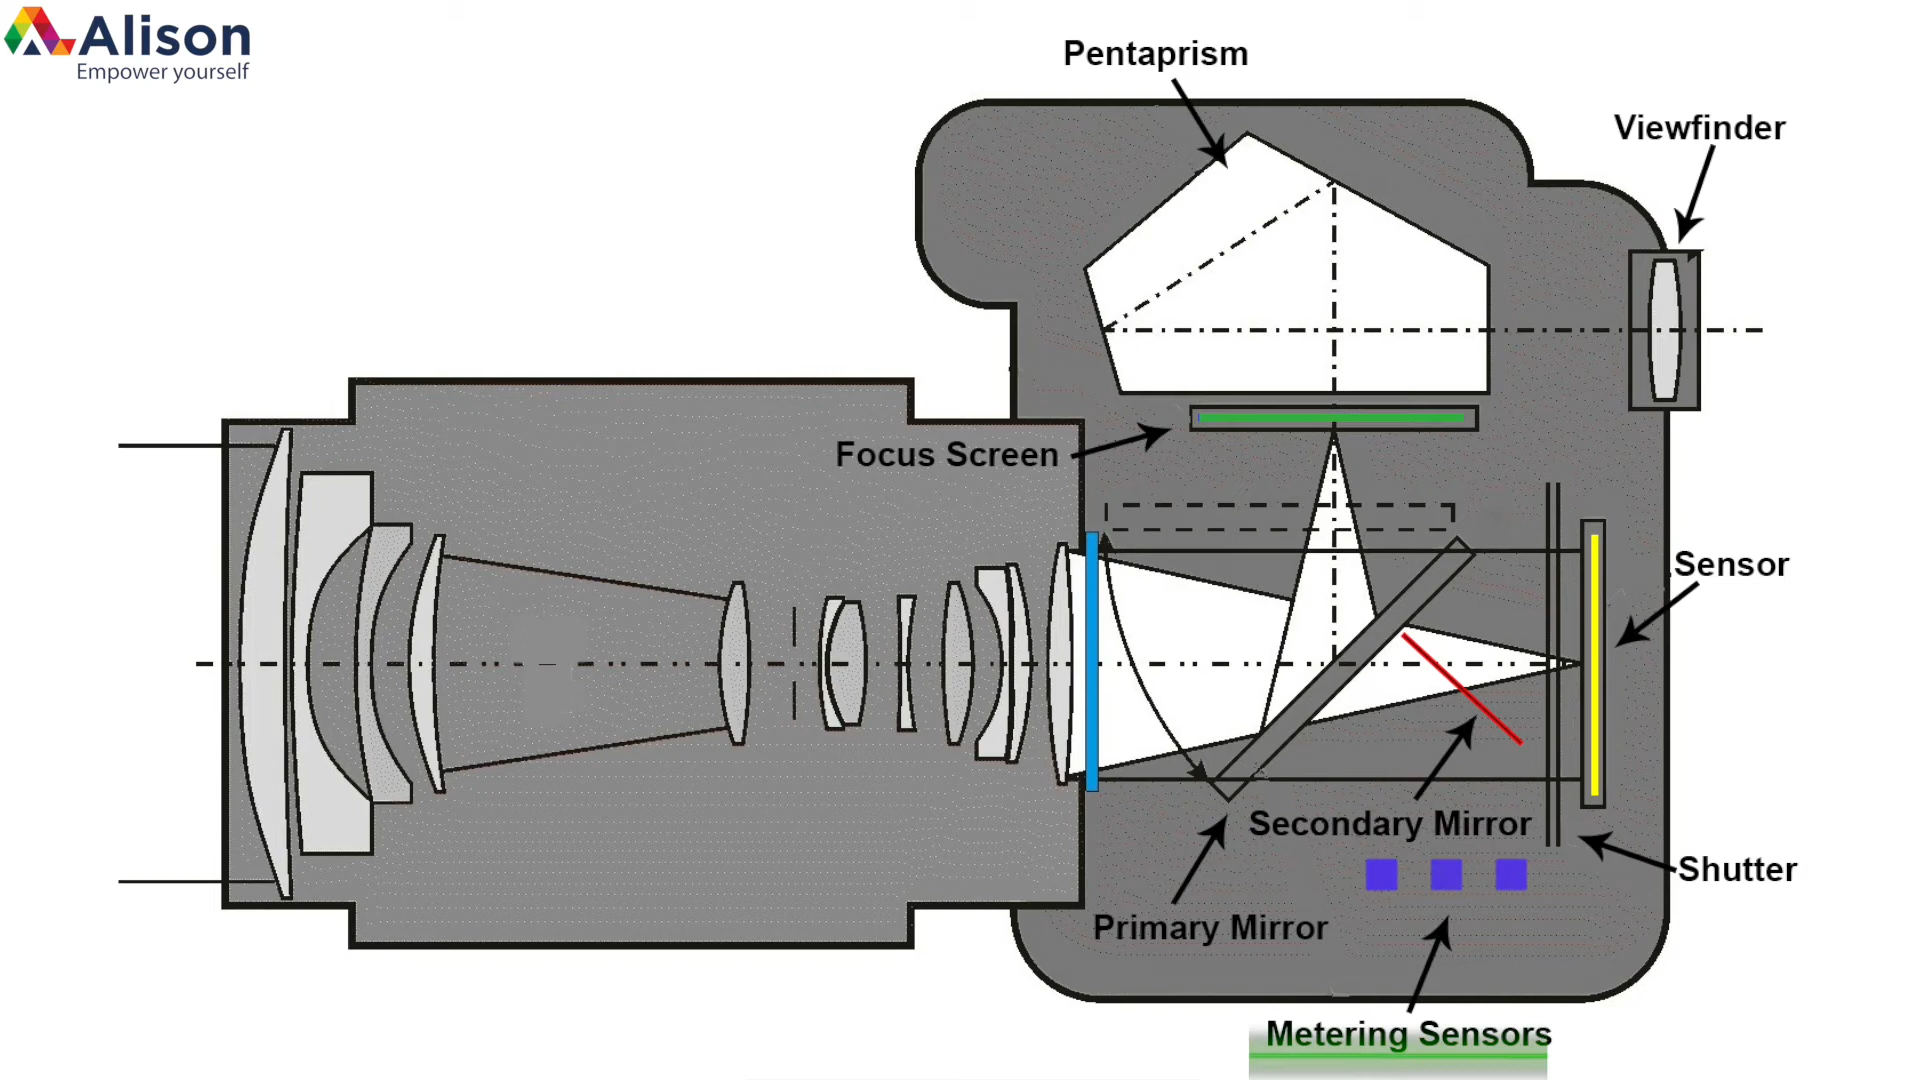 Alison
Empower yourself
Pentaprism
Viewfinder
Focus Screen
Sensor
Secondary Mirror
Shutter
Primary Mirror
Metering Sensors